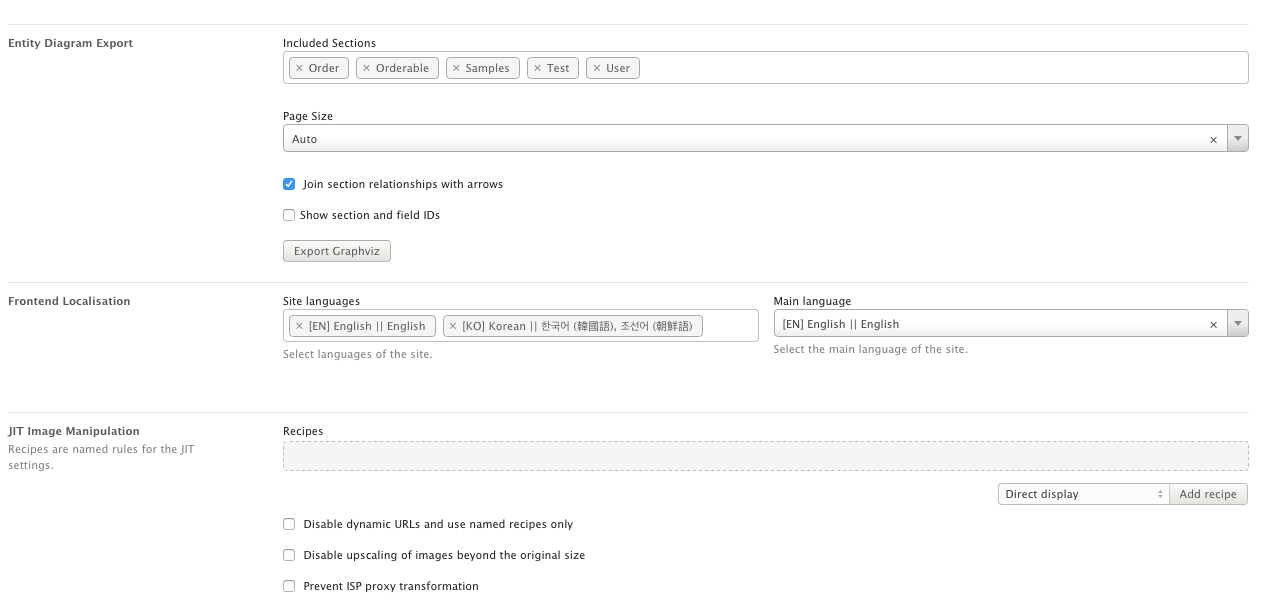 Entity Diagram Export
Included Sections
× Order × Orderable × Samples × Test × User
Page Size
Auto ×
Join section relationships with arrows
Show section and field IDs
Export Graphviz
Frontend Localisation
Site languages
× [EN] English || English × [KO] Korean || 한국어 (韓國語), 조선어 (朝鮮語)
Select languages of the site.
Main language
[EN] English || English ×
Select the main language of the site.
JIT Image Manipulation
Recipes are named rules for the JIT
settings.
Recipes
Direct display Add recipe
Disable dynamic URLs and use named recipes only
Disable upscaling of images beyond the original size
Prevent ISP proxy transformation